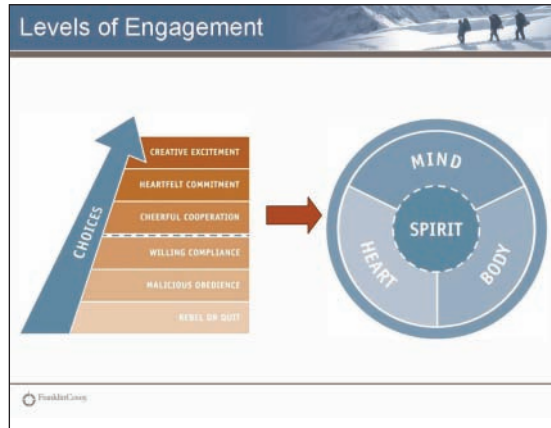 Levels of Engagement
CREATIVE EXCITEMENT
HEARTFELT COMMITMENT
CHEERFUL COOPERATION
WILLING COMPLIANCE
MALICIOUS OBEDIENCE
REBEL OR QUIT
CHOICES
MIND
SPIRIT
HEART
BODY
FranklinCovey